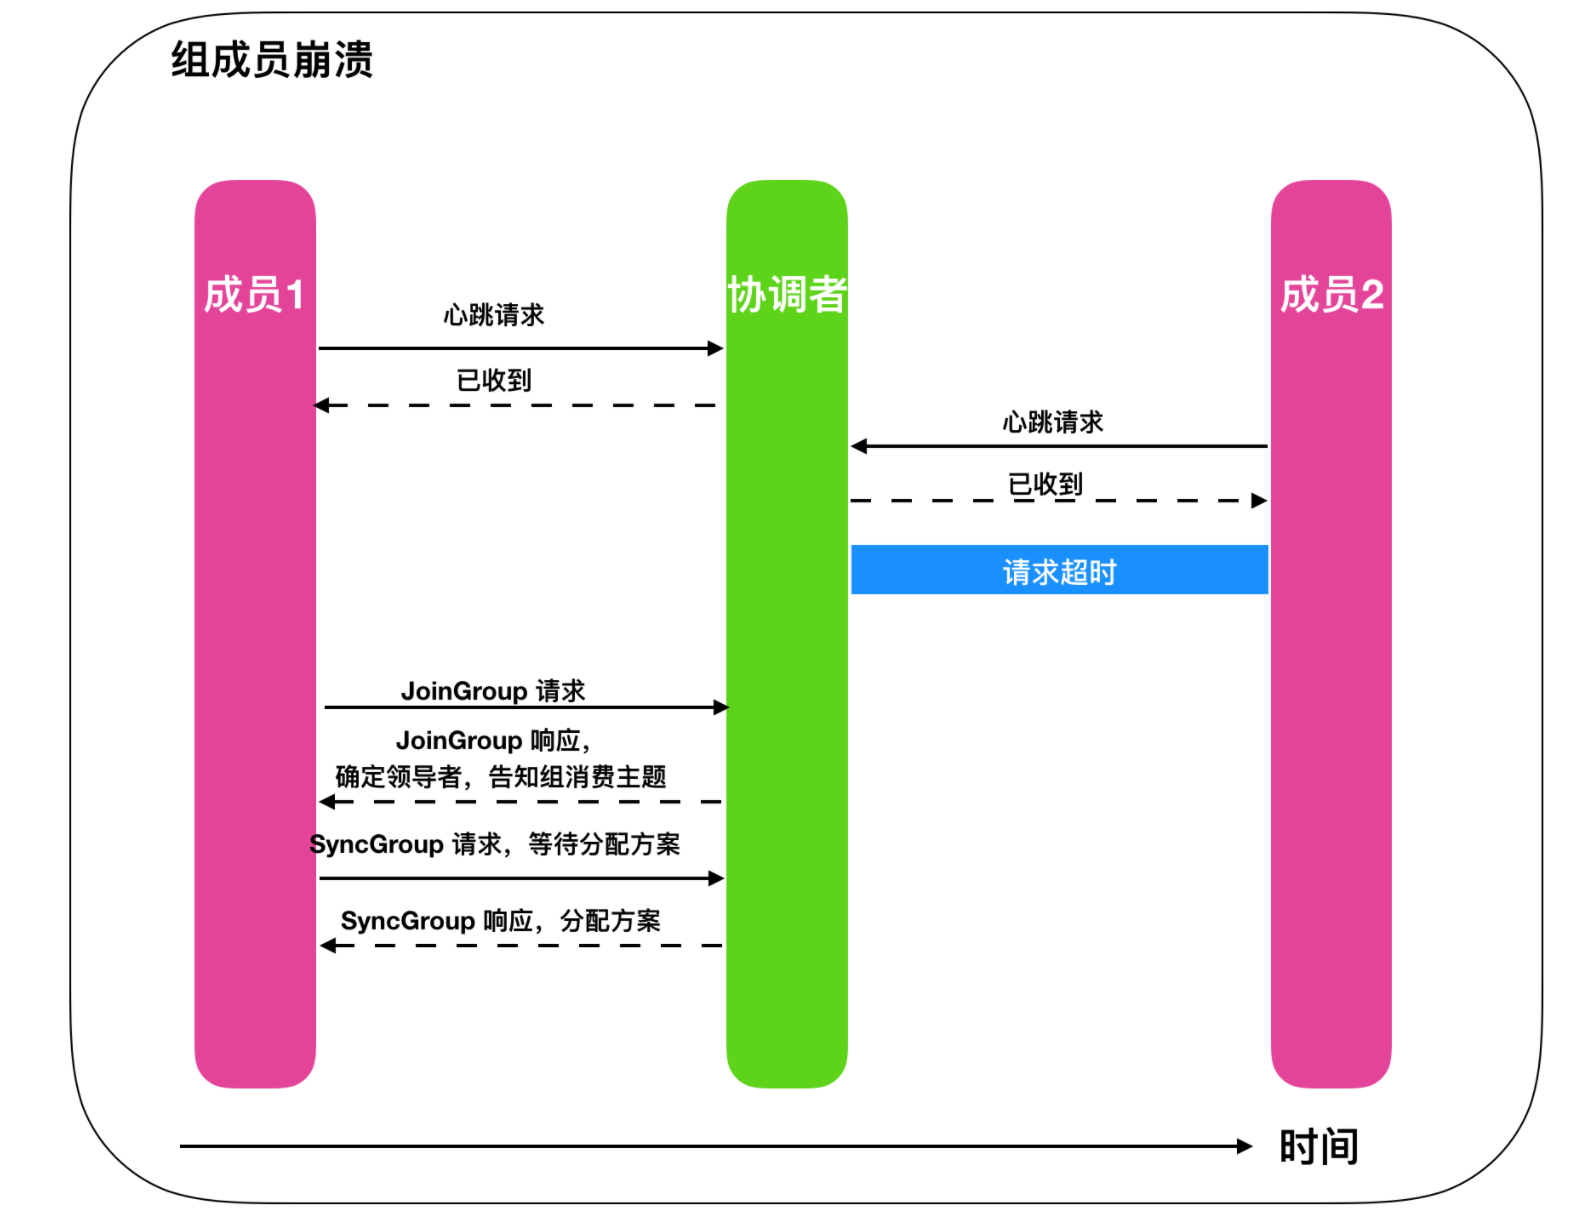 组成员崩溃
成员1
协调者
成员2
心跳请求
已收到
心跳请求
已收到
请求超时
JoinGroup 请求
JoinGroup 响应，
确定领导者，告知组消费主题
SyncGroup 请求，等待分配方案
SyncGroup 响应，分配方案
时间